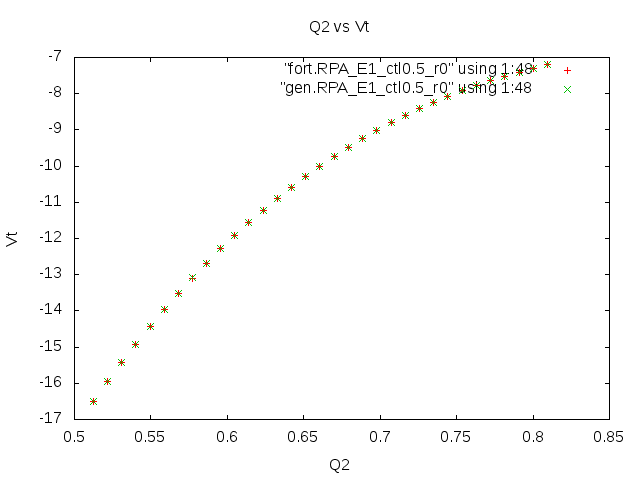 Q2 vs Vt
"fort.RPA_E1_ctl0.5_r0" using 1:48
"gen.RPA_E1_ctl0.5_r0" using 1:48
-7
-8
-9
-10
-11
-12
-13
-14
-15
-16
-17
Vt
0.5 0.55 0.6 0.65 0.7 0.75 0.8 0.85
Q2